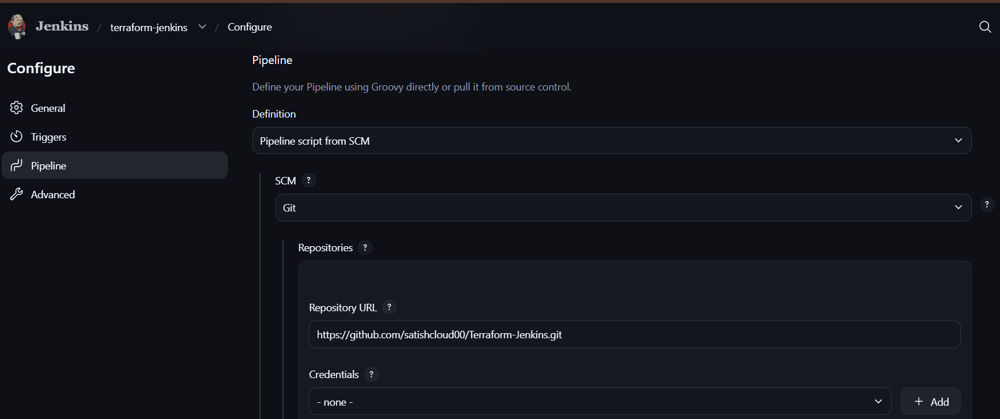 Jenkins / terraform-jenkins / Configure
Configure
General
Triggers
Pipeline
Advanced
Pipeline
Define your Pipeline using Groovy directly or pull it from source control.
Definition
Pipeline script from SCM
SCM ?
Git
?
Repositories ?
Repository URL ?
https://github.com/satishcloud00/Terraform-Jenkins.git
Credentials ?
- none -
+ Add